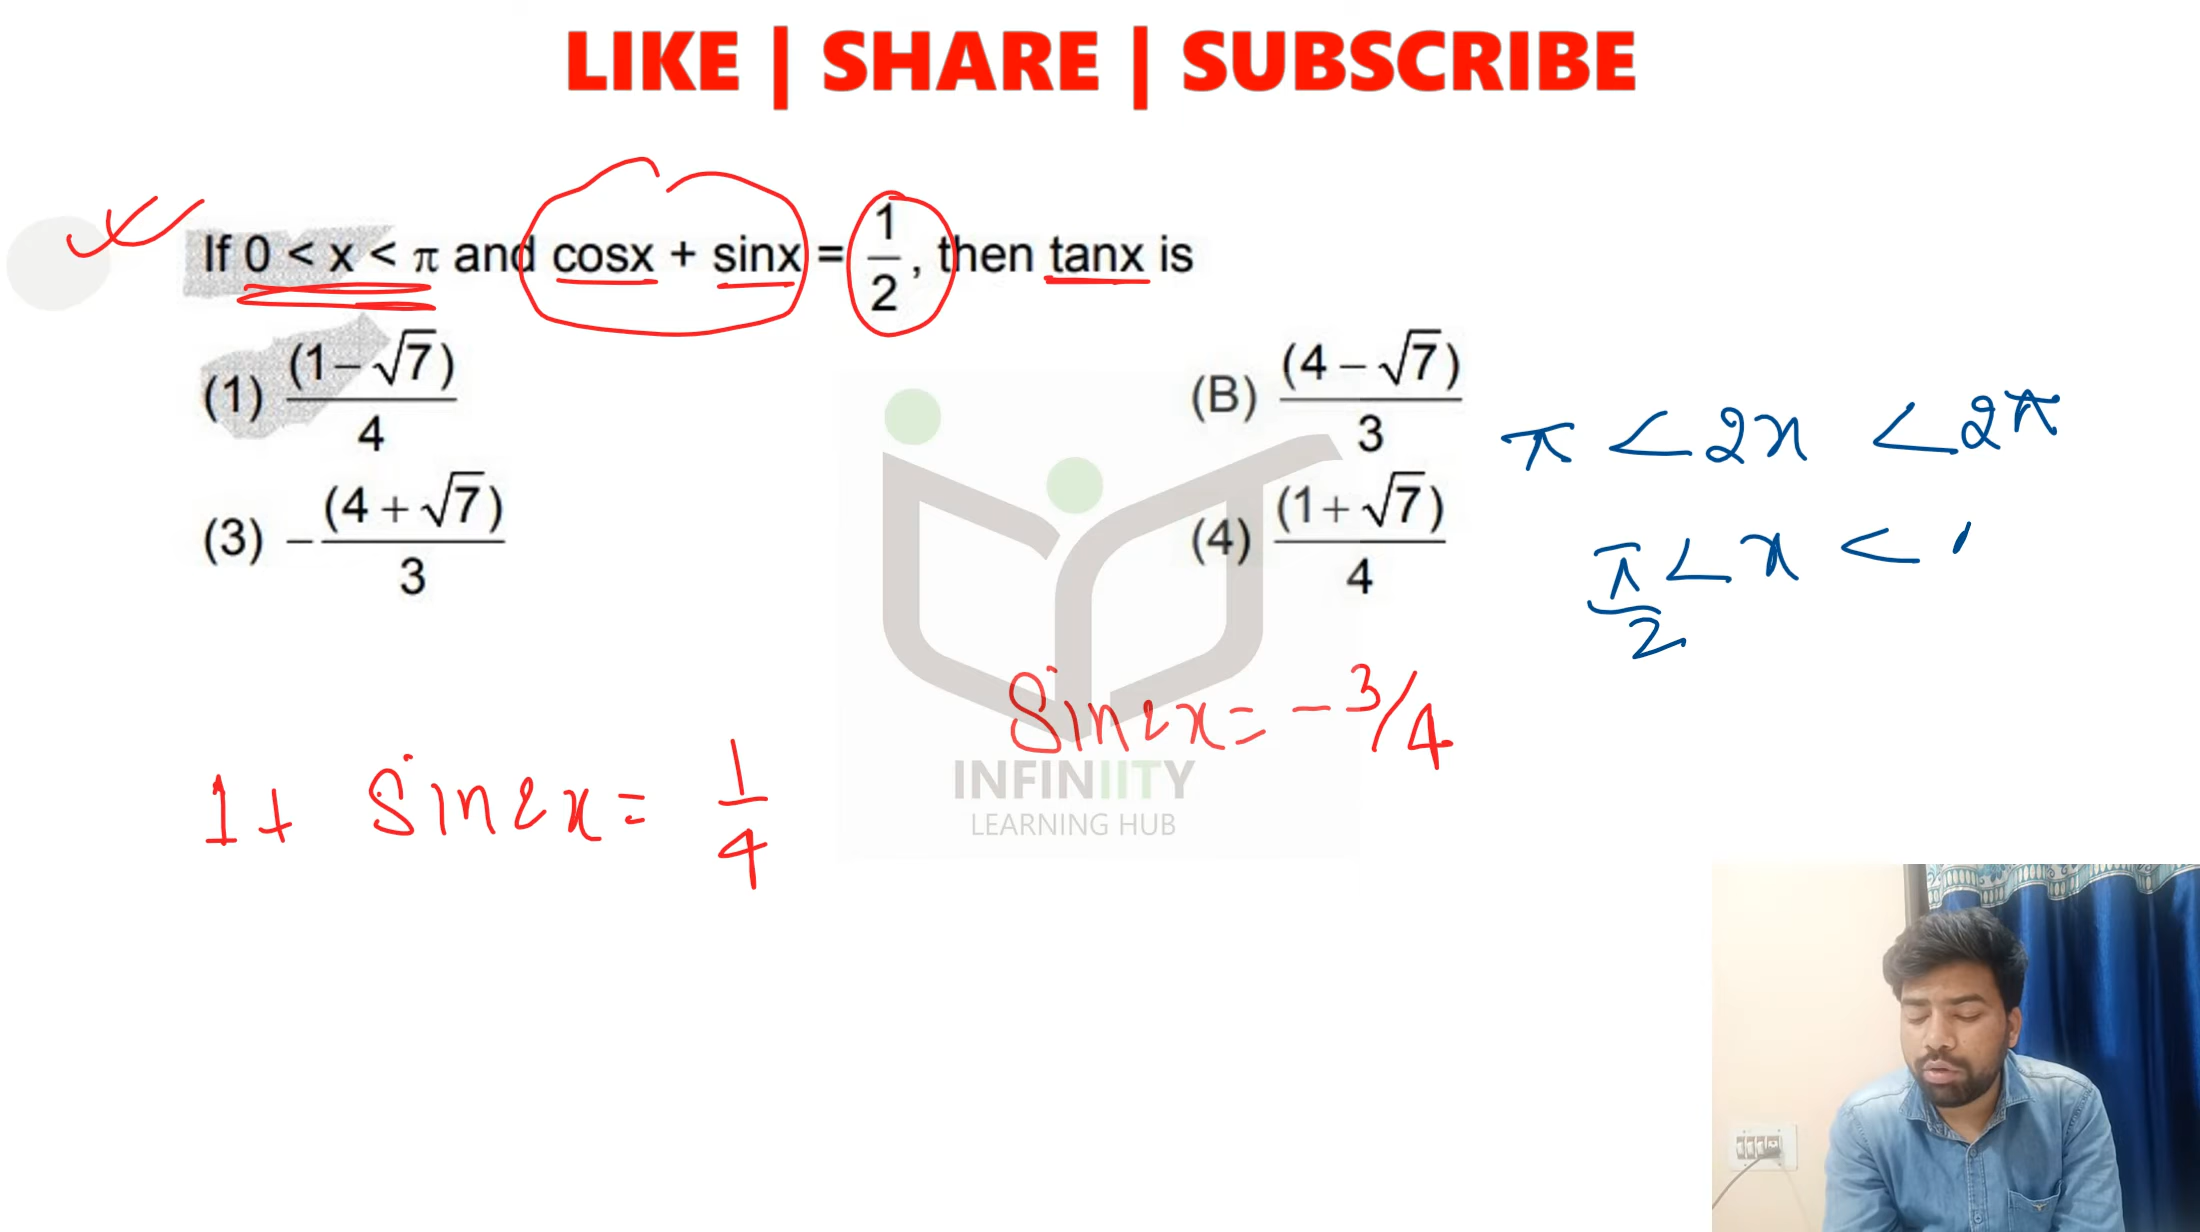 LIKE | SHARE | SUBSCRIBE
If 0 < x < π and cosx + sinx = 1/2, then tanx is
(1) (1−√7)/4
(B) (4−√7)/3
(3) −(4+√7)/3
(4) (1+√7)/4
π < 2x < 2π
π/2 < x <
Sin2x = −3/4
1+ Sin2x = 1/4
INFINIITY
LEARNING HUB